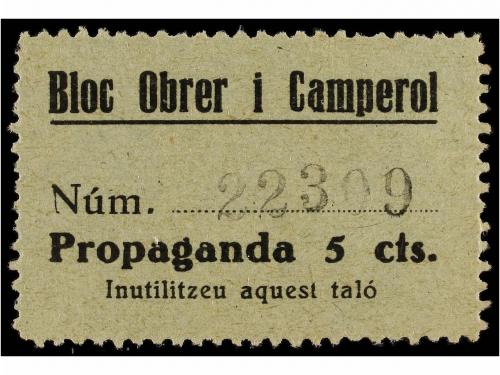 Bloc Obrer i Camperol
Núm. 22309
Propaganda 5 cts.
Inutilitzeu aquest taló